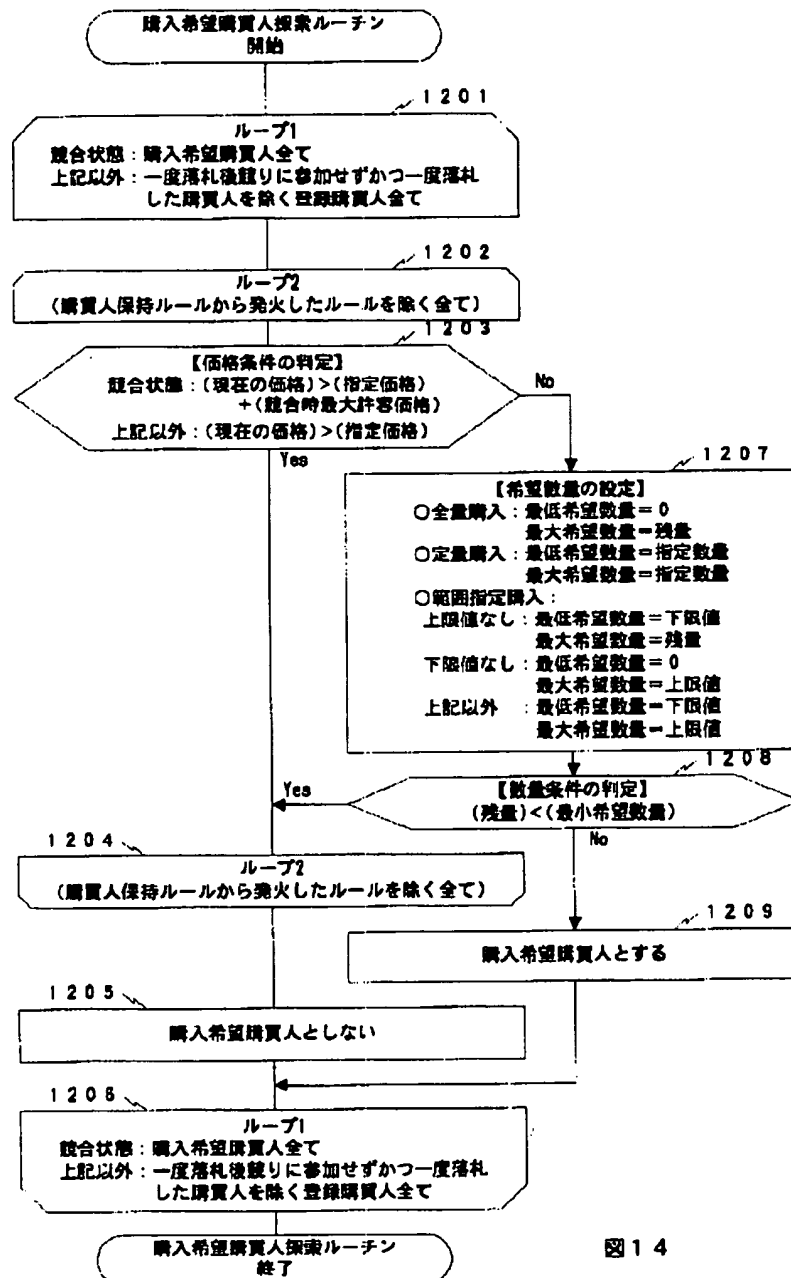 購入希望購買人探索ルーチン
開始
1201
ループ1
競合状態：購入希望購買人全て
上記以外：一度落札後競りに参加せずかつ一度落札
した購買人を除く登録購買人全て
1202
ループ2
(購買人保持ルールから発火したルールを除く全て)
1203
【価格条件の判定】
競合状態：(現在の価格)>(指定価格)
+(競合時最大許容価格)
上記以外：(現在の価格)>(指定価格)
No
Yes
1207
【希望数量の設定】
○全量購入：最低希望数量=0
最大希望数量=残量
○定量購入：最低希望数量=指定数量
最大希望数量=指定数量
○範囲指定購入：
上限値なし：最低希望数量=下限値
最大希望数量=残量
下限値なし：最低希望数量=0
最大希望数量=上限値
上記以外：最低希望数量=下限値
最大希望数量=上限値
1208
【数量条件の判定】
(残量)<(最小希望数量)
Yes
No
1204
ループ2
(購買人保持ルールから発火したルールを除く全て)
1209
購入希望購買人とする
1205
購入希望購買人としない
1206
ループ1
競合状態：購入希望購買人全て
上記以外：一度落札後競りに参加せずかつ一度落札
した購買人を除く登録購買人全て
購入希望購買人探索ルーチン
終了
図14